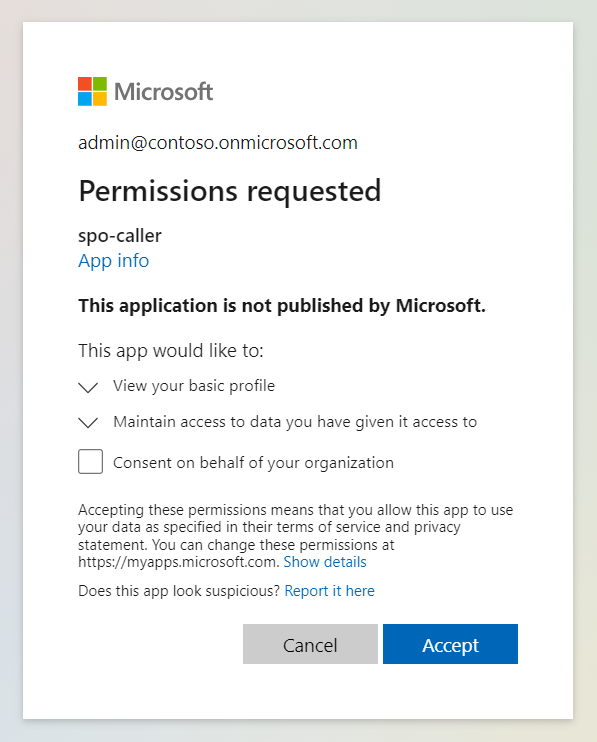 Microsoft
admin@contoso.onmicrosoft.com
Permissions requested
spo-caller
App info
This application is not published by Microsoft.
This app would like to:
View your basic profile
Maintain access to data you have given it access to
Consent on behalf of your organization
Accepting these permissions means that you allow this app to use
your data as specified in their terms of service and privacy
statement. You can change these permissions at
https://myapps.microsoft.com. Show details
Does this app look suspicious? Report it here
Cancel Accept